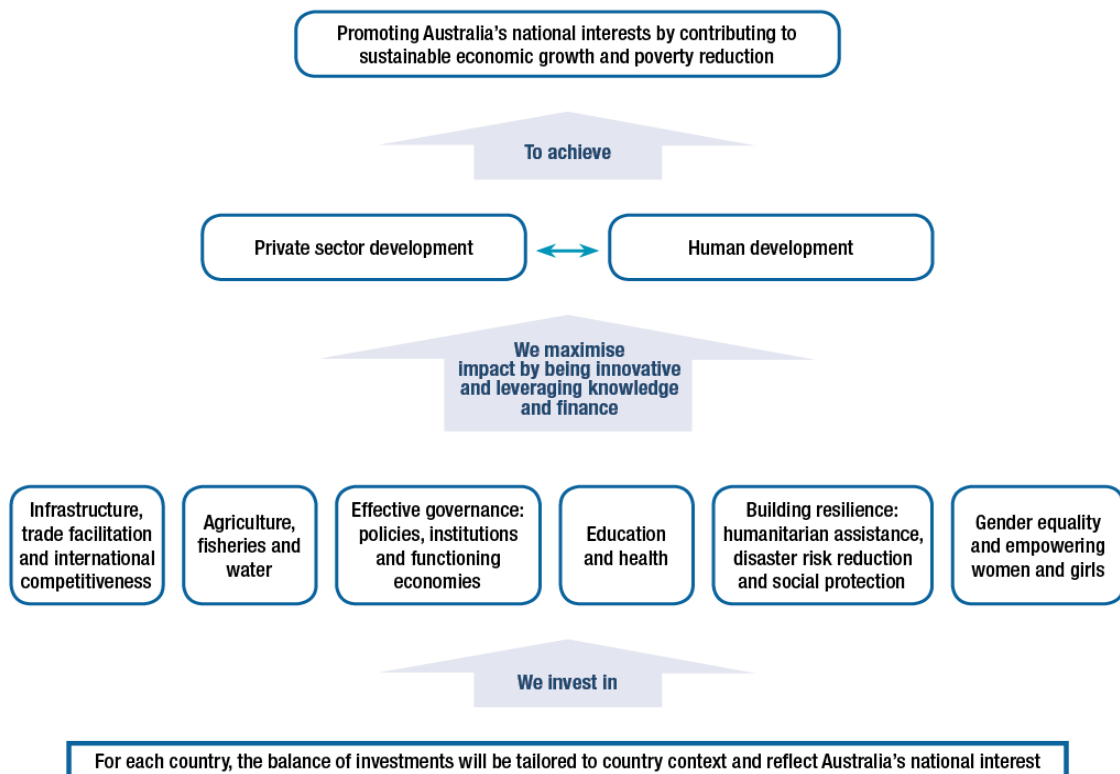 Promoting Australia's national interests by contributing to
sustainable economic growth and poverty reduction
To achieve
Private sector development
Human development
We maximise
impact by being innovative
and leveraging knowledge
and finance
Infrastructure,
trade facilitation
and international
competitiveness
Agriculture,
fisheries and
water
Effective governance:
policies, institutions
and functioning
economies
Education
and health
Building resilience:
humanitarian assistance,
disaster risk reduction
and social protection
Gender equality
and empowering
women and girls
We invest in
For each country, the balance of investments will be tailored to country context and reflect Australia's national interest